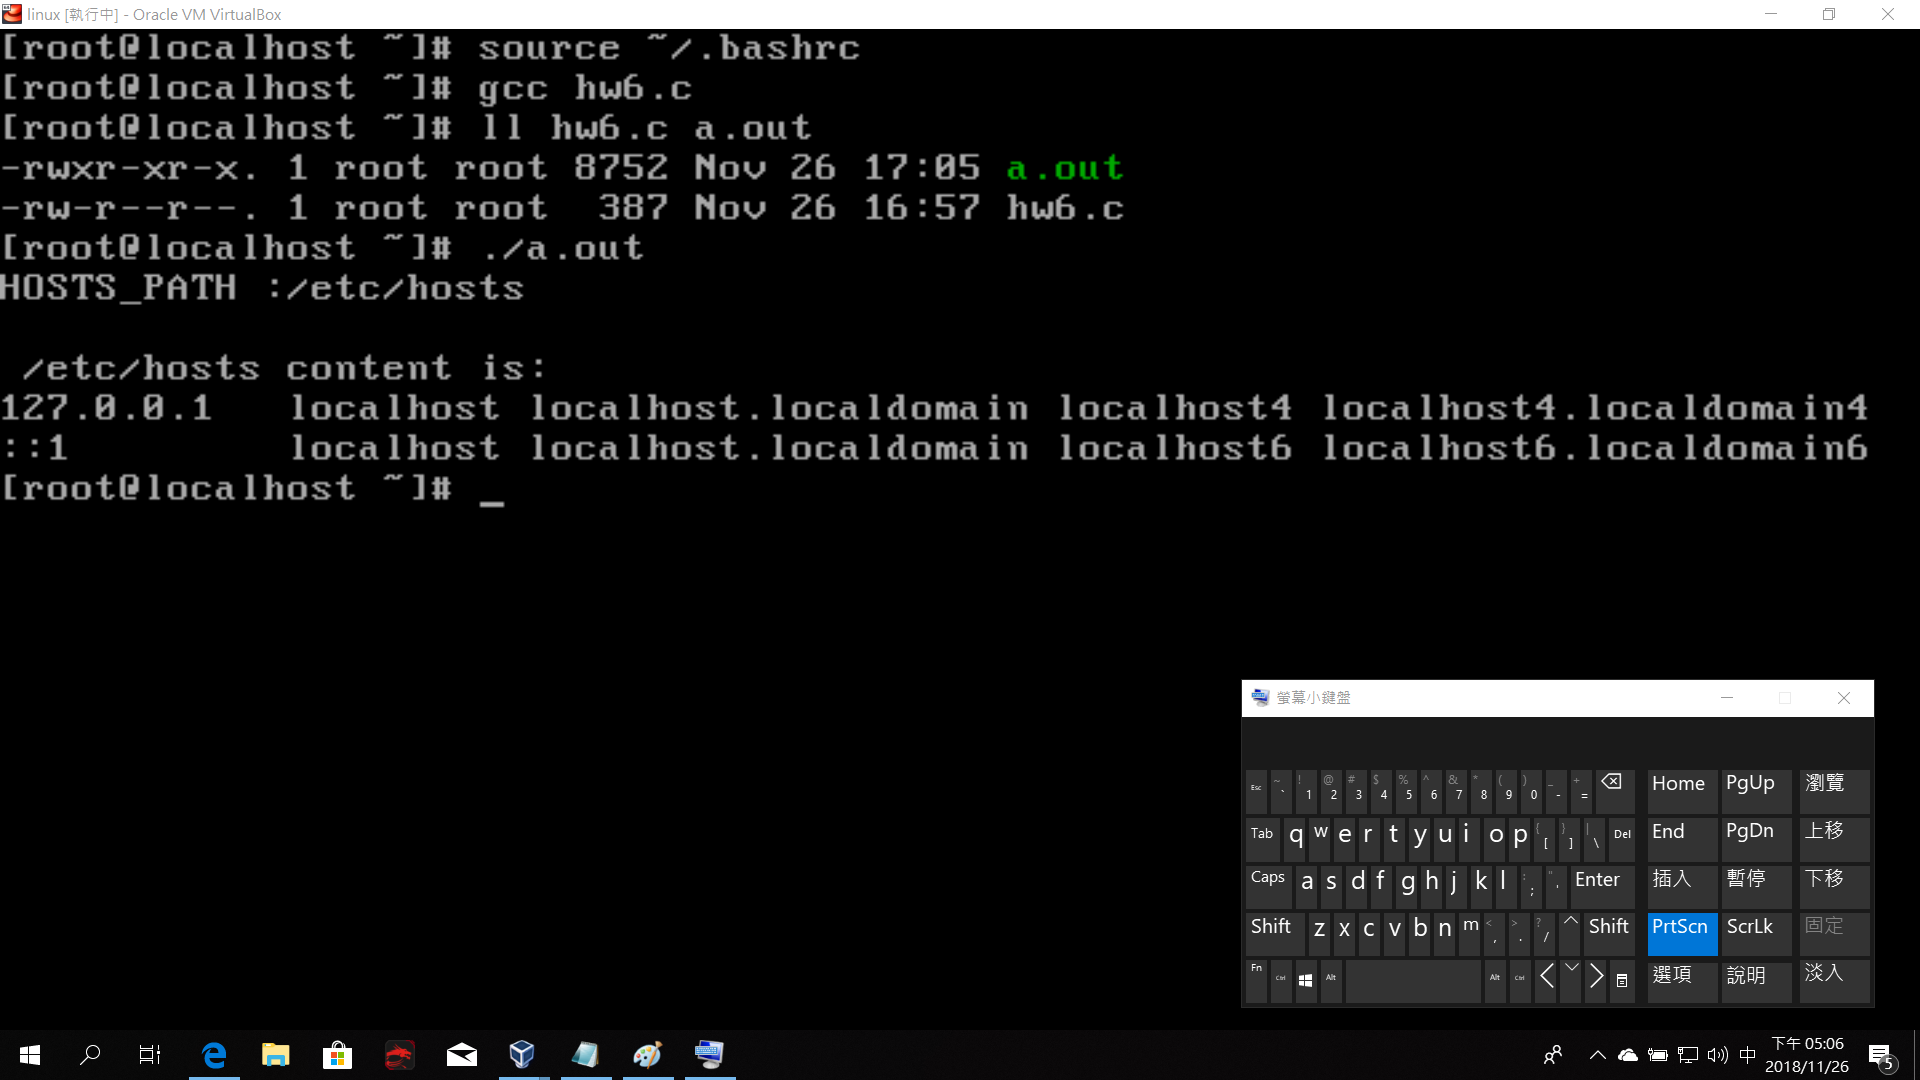 linux [執行中] - Oracle VM VirtualBox
[root@localhost ~]# source ~/.bashrc
[root@localhost ~]# gcc hw6.c
[root@localhost ~]# ll hw6.c a.out
-rwxr-xr-x. 1 root root 8752 Nov 26 17:05 a.out
-rw-r--r--. 1 root root  387 Nov 26 16:57 hw6.c
[root@localhost ~]# ./a.out
HOSTS_PATH :/etc/hosts
 /etc/hosts content is:
127.0.0.1   localhost localhost.localdomain localhost4 localhost4.localdomain4
::1         localhost localhost.localdomain localhost6 localhost6.localdomain6
[root@localhost ~]# _
螢幕小鍵盤
Esc ~ ` ! 1 @ 2 # 3 $ 4 % 5 ^ 6 & 7 * 8 ( 9 ) 0 _ - + = Home PgUp 瀏覽
Tab q w e r t y u i o p { [ } ] | \ Del End PgDn 上移
Caps a s d f g h j k l : ; " ' Enter 插入 暫停 下移
Shift z x c v b n m < , > . ? / Shift PrtScn ScrLk 固定
Fn Ctrl Alt Alt Ctrl 選項 說明 淡入
中
下午 05:06
2018/11/26
5